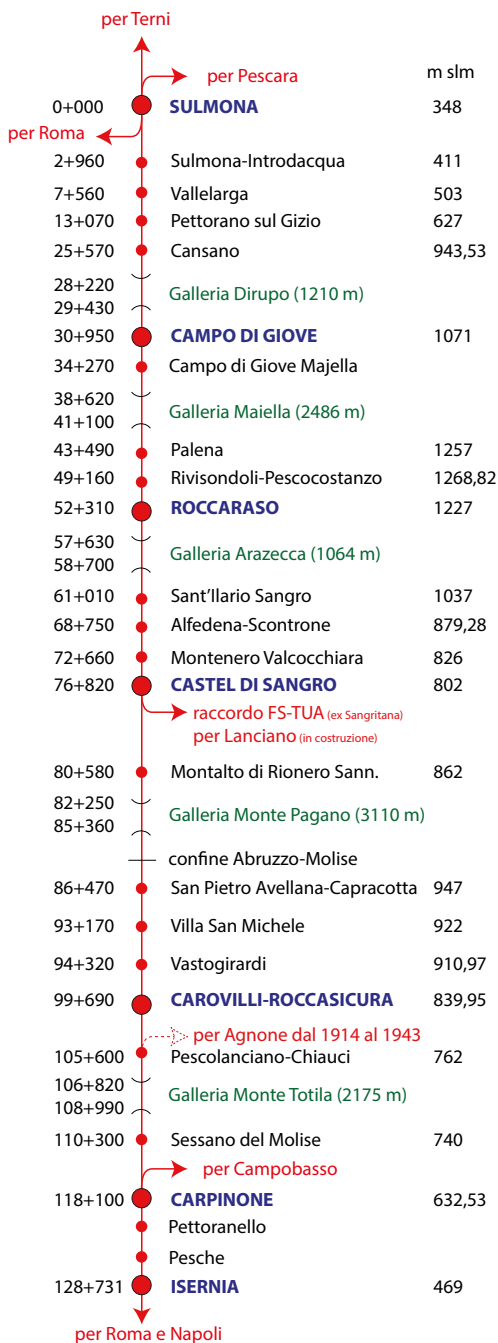 per Terni
per Pescara
m slm
0+000 SULMONA 348
per Roma
2+960 Sulmona-Introdacqua 411
7+560 Vallelarga 503
13+070 Pettorano sul Gizio 627
25+570 Cansano 943,53
28+220
Galleria Dirupo (1210 m)
29+430
30+950 CAMPO DI GIOVE 1071
34+270 Campo di Giove Majella
38+620
Galleria Maiella (2486 m)
41+100
43+490 Palena 1257
49+160 Rivisondoli-Pescocostanzo 1268,82
52+310 ROCCARASO 1227
57+630
Galleria Arazecca (1064 m)
58+700
61+010 Sant'Ilario Sangro 1037
68+750 Alfedena-Scontrone 879,28
72+660 Montenero Valcocchiara 826
76+820 CASTEL DI SANGRO 802
raccordo FS-TUA (ex Sangritana)
per Lanciano (in costruzione)
80+580 Montalto di Rionero Sann. 862
82+250
Galleria Monte Pagano (3110 m)
85+360
confine Abruzzo-Molise
86+470 San Pietro Avellana-Capracotta 947
93+170 Villa San Michele 922
94+320 Vastogirardi 910,97
99+690 CAROVILLI-ROCCASICURA 839,95
per Agnone dal 1914 al 1943
105+600 Pescolanciano-Chiauci 762
106+820
Galleria Monte Totila (2175 m)
108+990
110+300 Sessano del Molise 740
per Campobasso
118+100 CARPINONE 632,53
Pettoranello
Pesche
128+731 ISERNIA 469
per Roma e Napoli